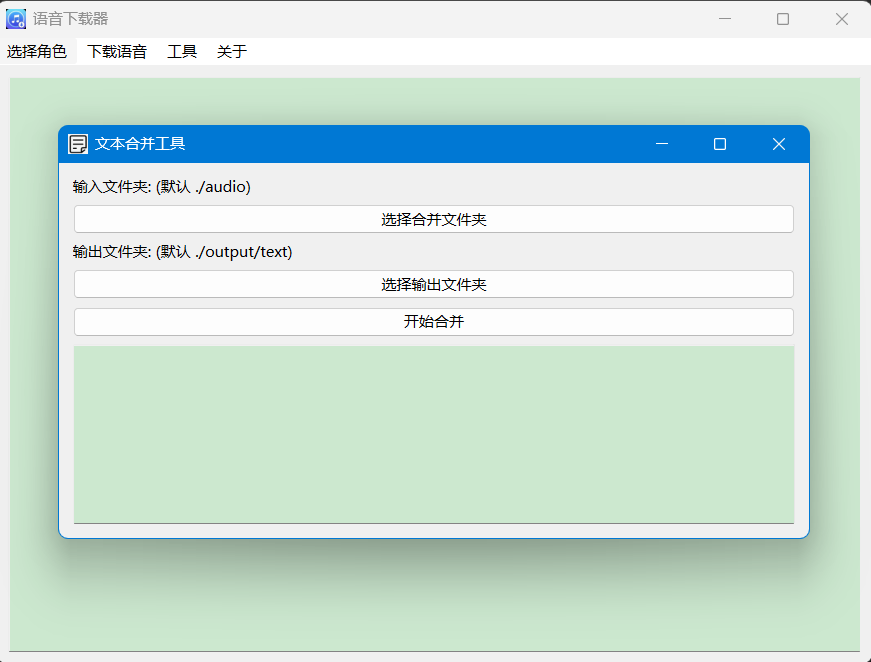 语音下载器
选择角色 下载语音 工具 关于
文本合并工具
输入文件夹: (默认 ./audio)
选择合并文件夹
输出文件夹: (默认 ./output/text)
选择输出文件夹
开始合并